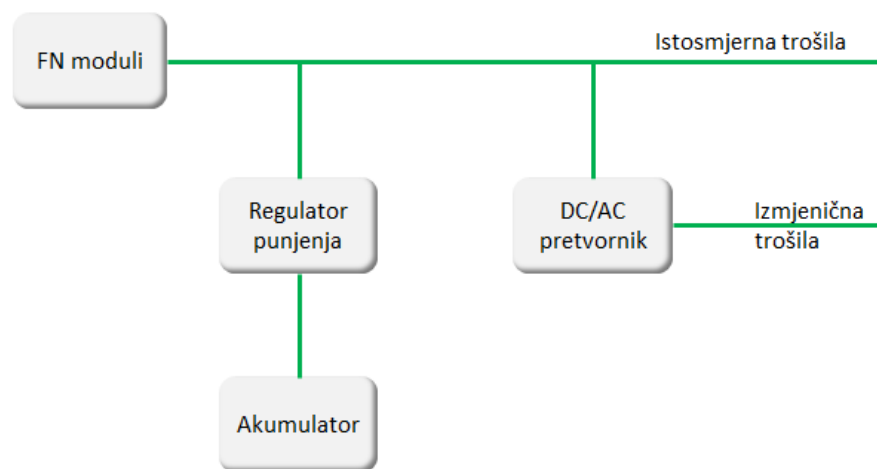 FN moduli
Istosmjerna trošila
Regulator
punjenja
DC/AC
pretvornik
Izmjenična
trošila
Akumulator